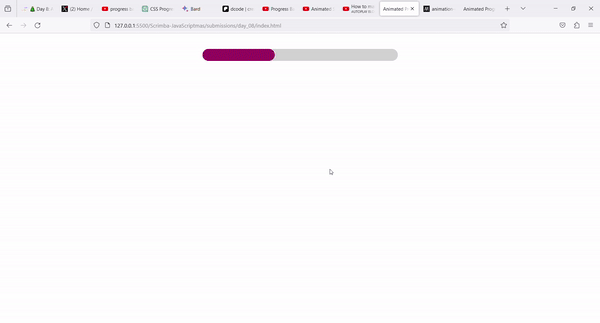 Day 8
(2) Home
progress b
CSS Progr
Bard
dcode | co
Progress B
Animated
How to m
AUTOPLAY B
Animated P
animation
Animated Prog
127.0.0.1:5500/Scrimba-JavaScriptmas/submissions/day_08/index.html